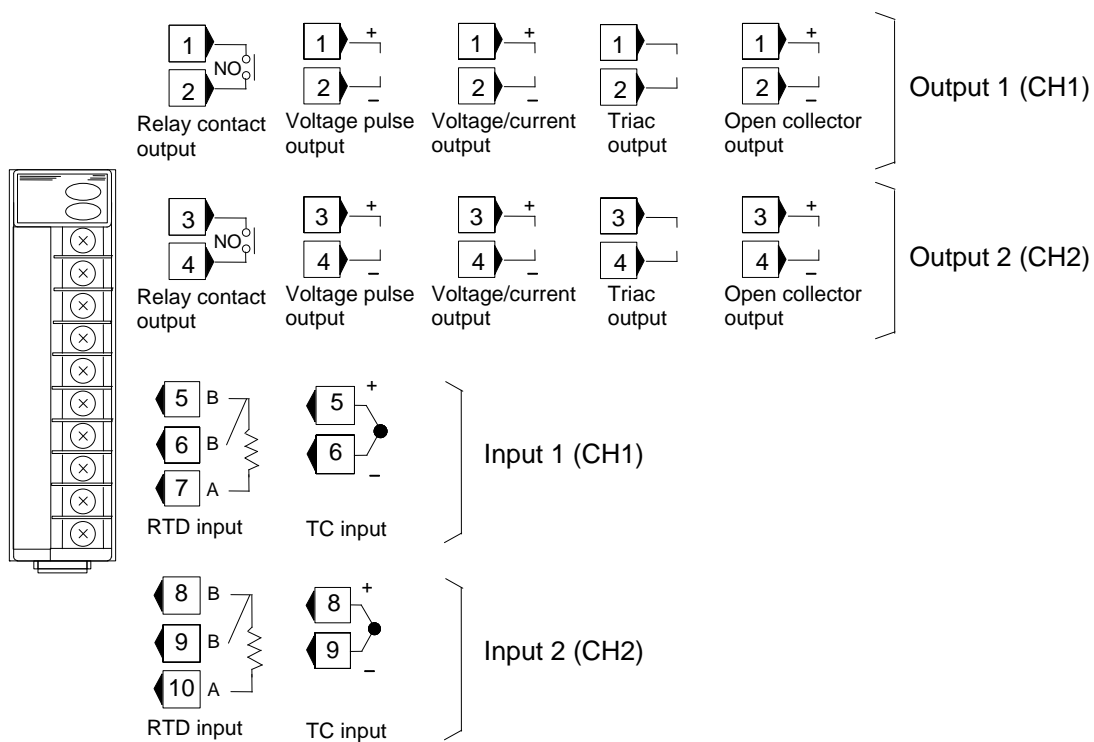 1 + 1 + 1 + 1 1 +
NO
2 2 – 2 – 2 2 –
Relay contact output
Voltage pulse output
Voltage/current output
Triac output
Open collector output
Output 1 (CH1)
3 + 3 + 3 + 3 3 +
NO
4 4 – 4 – 4 4 –
Relay contact output
Voltage pulse output
Voltage/current output
Triac output
Open collector output
Output 2 (CH2)
5 B
6 B
7 A
RTD input
5 +
6 –
TC input
Input 1 (CH1)
8 B
9 B
10 A
RTD input
8 +
9 –
TC input
Input 2 (CH2)